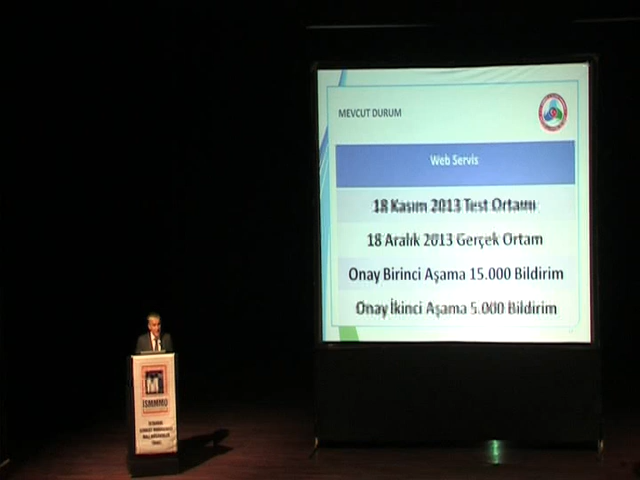 MEVCUT DURUM
Web Servis
18 Kasım 2013 Test Ortamı
18 Aralık 2013 Gerçek Ortam
Onay Birinci Aşama 15.000 Bildirim
Onay İkinci Aşama 5.000 Bildirim
İSMMMO